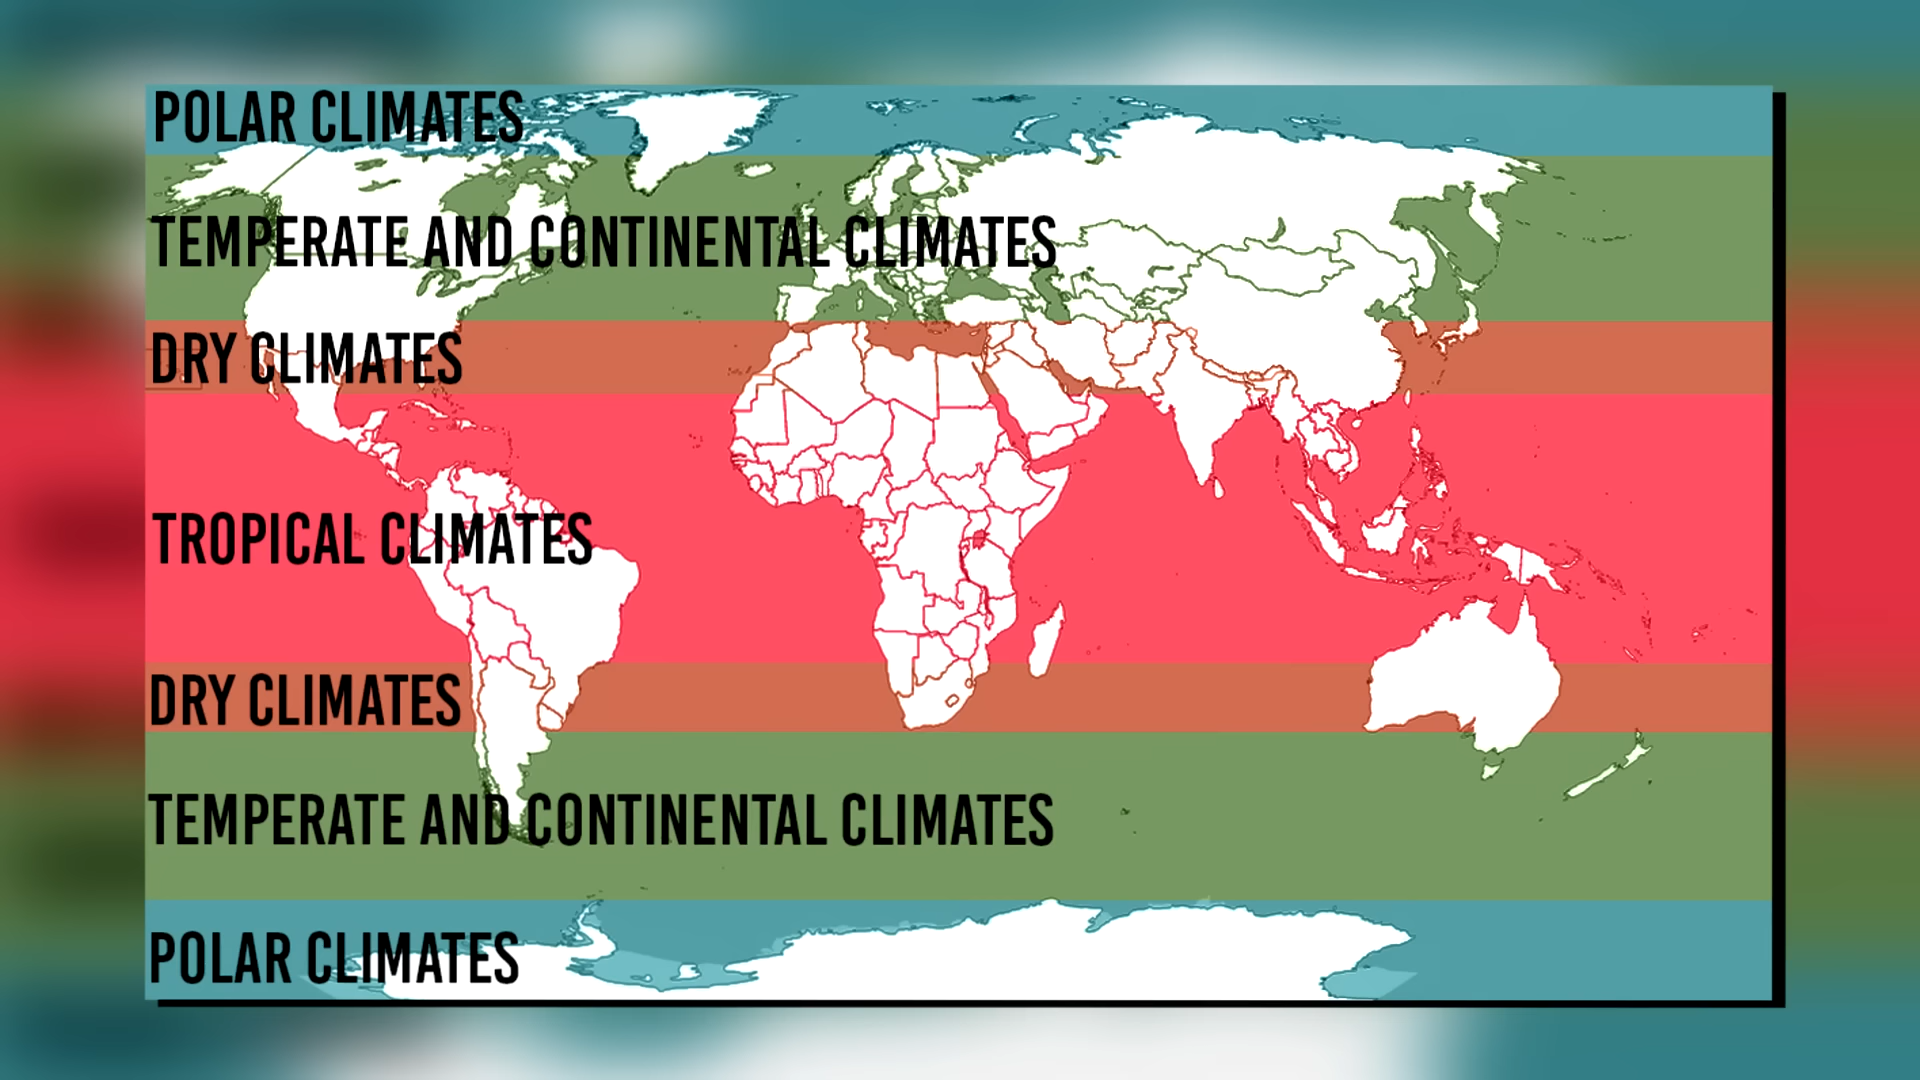 POLAR CLIMATES
TEMPERATE AND CONTINENTAL CLIMATES
DRY CLIMATES
TROPICAL CLIMATES
DRY CLIMATES
TEMPERATE AND CONTINENTAL CLIMATES
POLAR CLIMATES